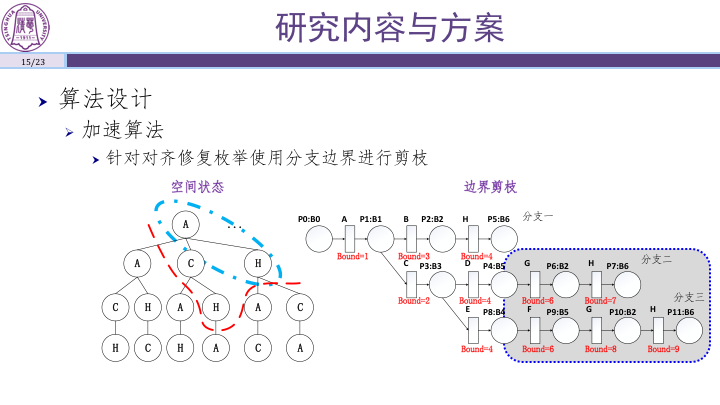 研究内容与方案
15/23
算法设计
加速算法
针对对齐修复枚举使用分支边界进行剪枝
空间状态
边界剪枝
A
...
A C H
C H A H A C
H C H A C A
P0:B0 A P1:B1 B P2:B2 H P5:B6 分支一
Bound=1 Bound=3 Bound=4
C P3:B3 D P4:B5 G P6:B2 H P7:B6 分支二
Bound=2 Bound=4 Bound=6 Bound=7
分支三
E P8:B4 F P9:B5 G P10:B2 H P11:B6
Bound=4 Bound=6 Bound=8 Bound=9